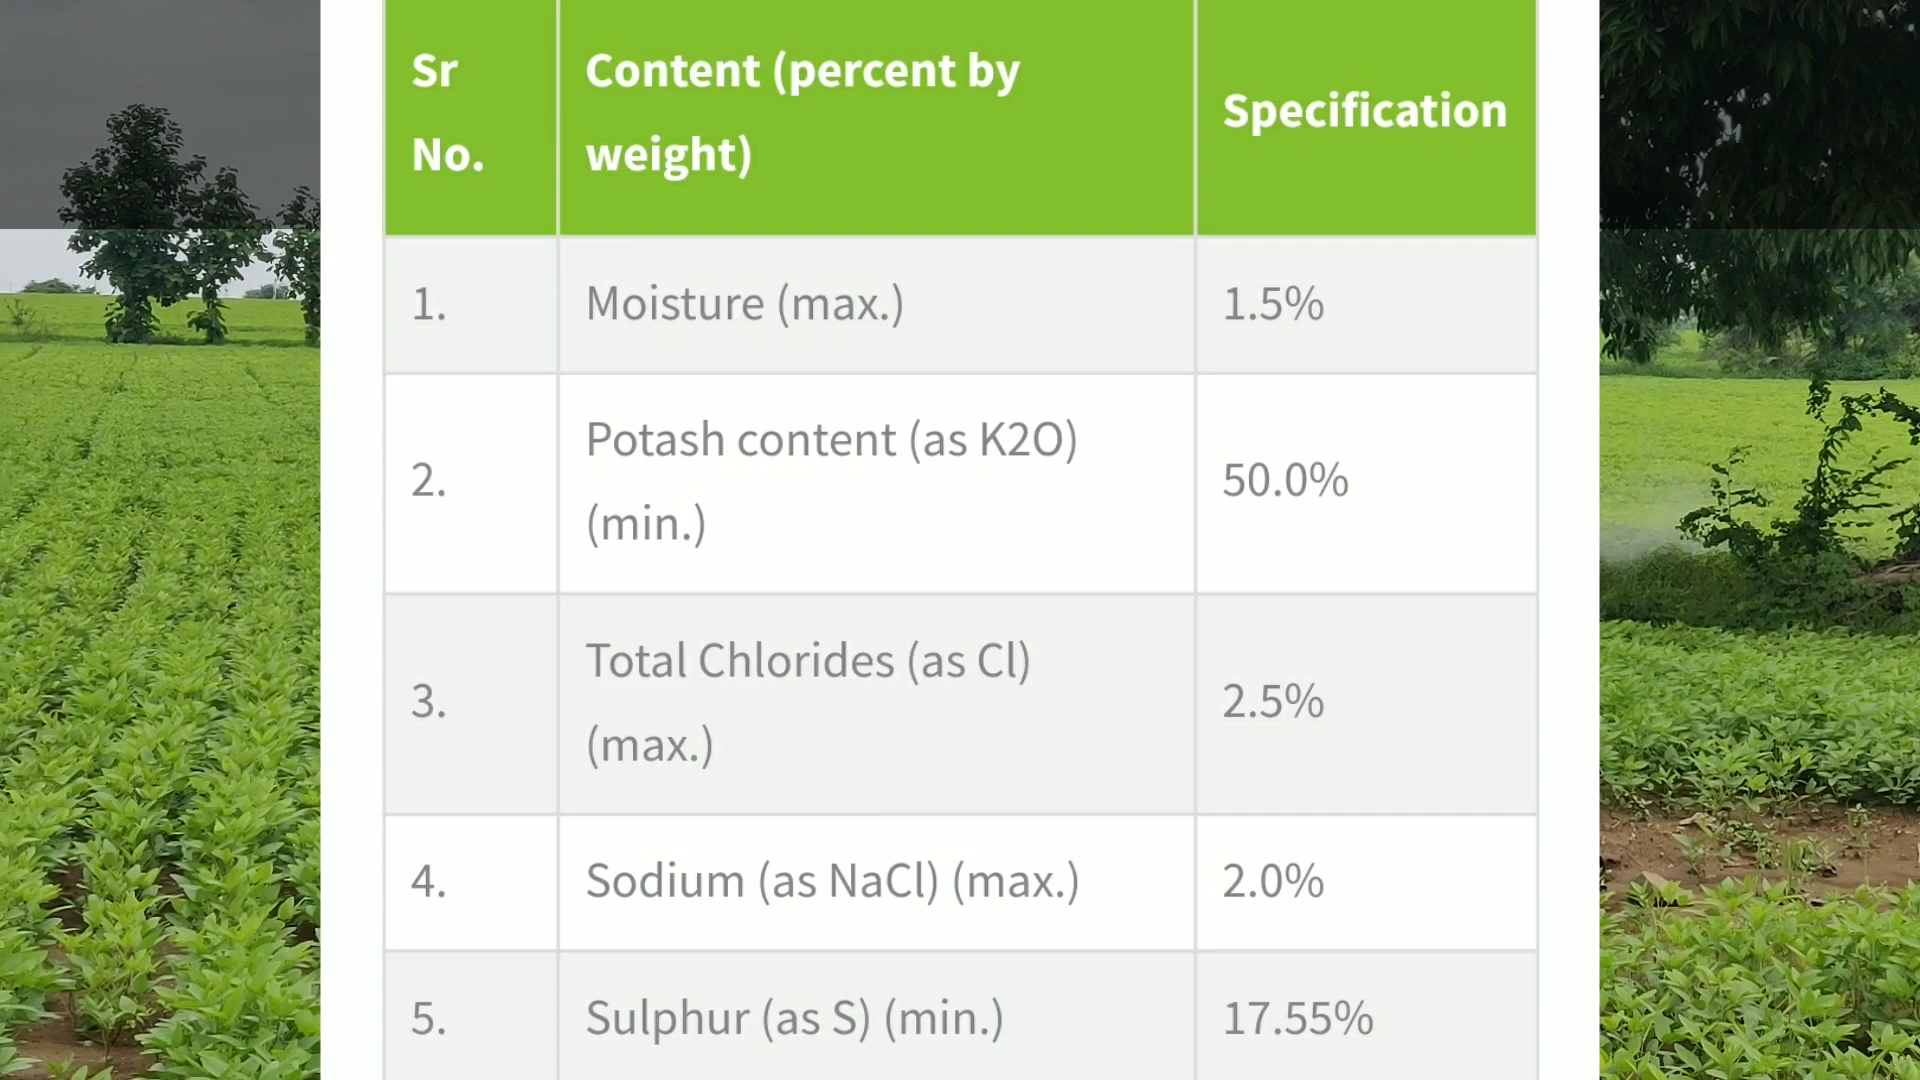 Sr No.
Content (percent by weight)
Specification
1.
Moisture (max.)
1.5%
2.
Potash content (as K2O) (min.)
50.0%
3.
Total Chlorides (as Cl) (max.)
2.5%
4.
Sodium (as NaCl) (max.)
2.0%
5.
Sulphur (as S) (min.)
17.55%